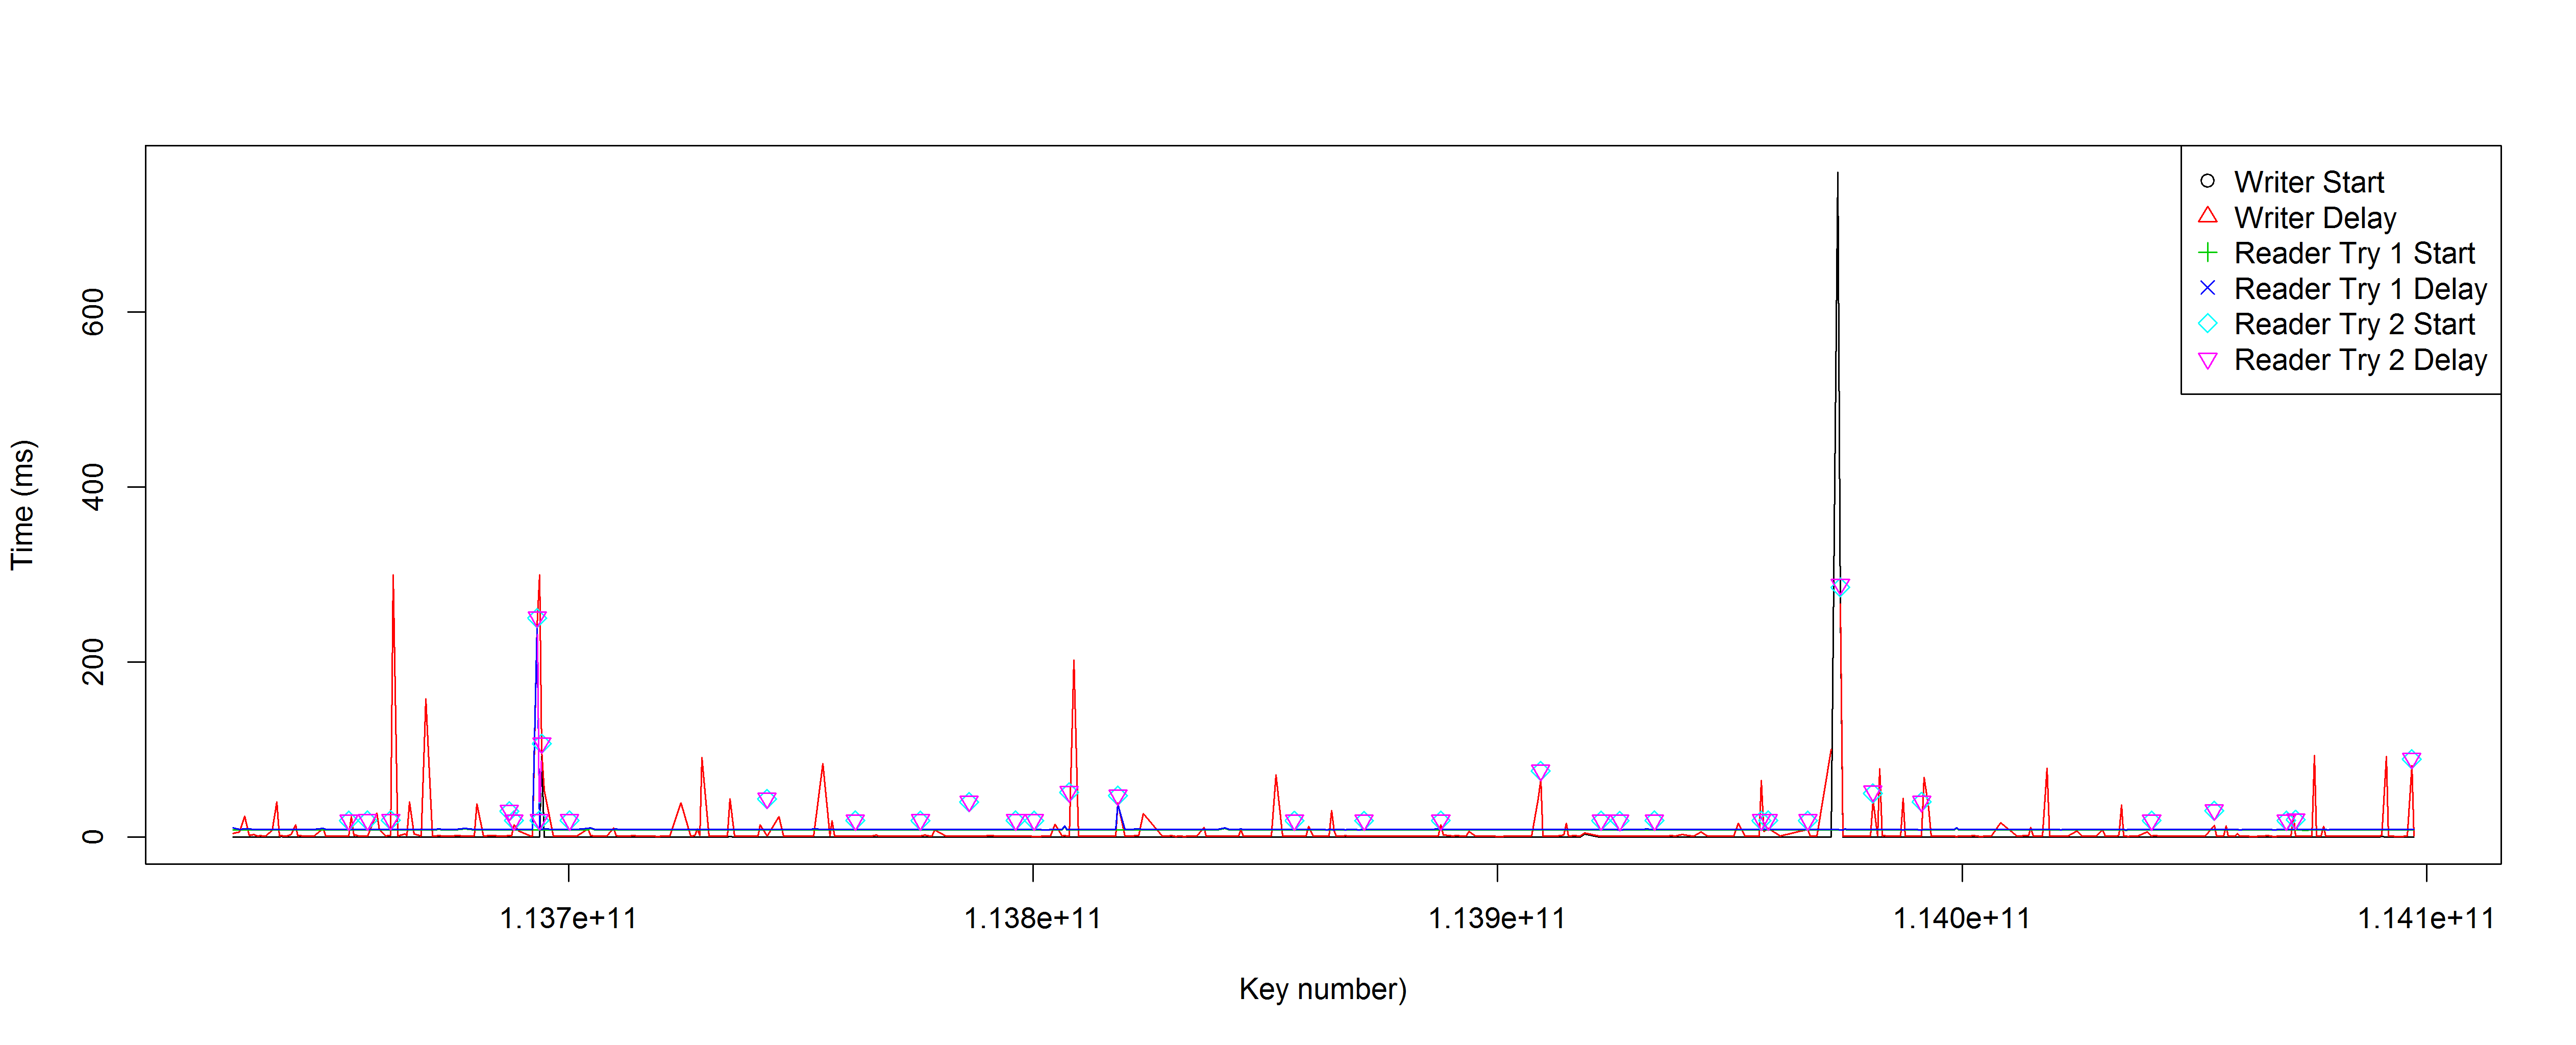 Writer Start
Writer Delay
Reader Try 1 Start
Reader Try 1 Delay
Reader Try 2 Start
Reader Try 2 Delay
Time (ms)
600
400
200
0
1.137e+11 1.138e+11 1.139e+11 1.140e+11 1.141e+11
Key number)